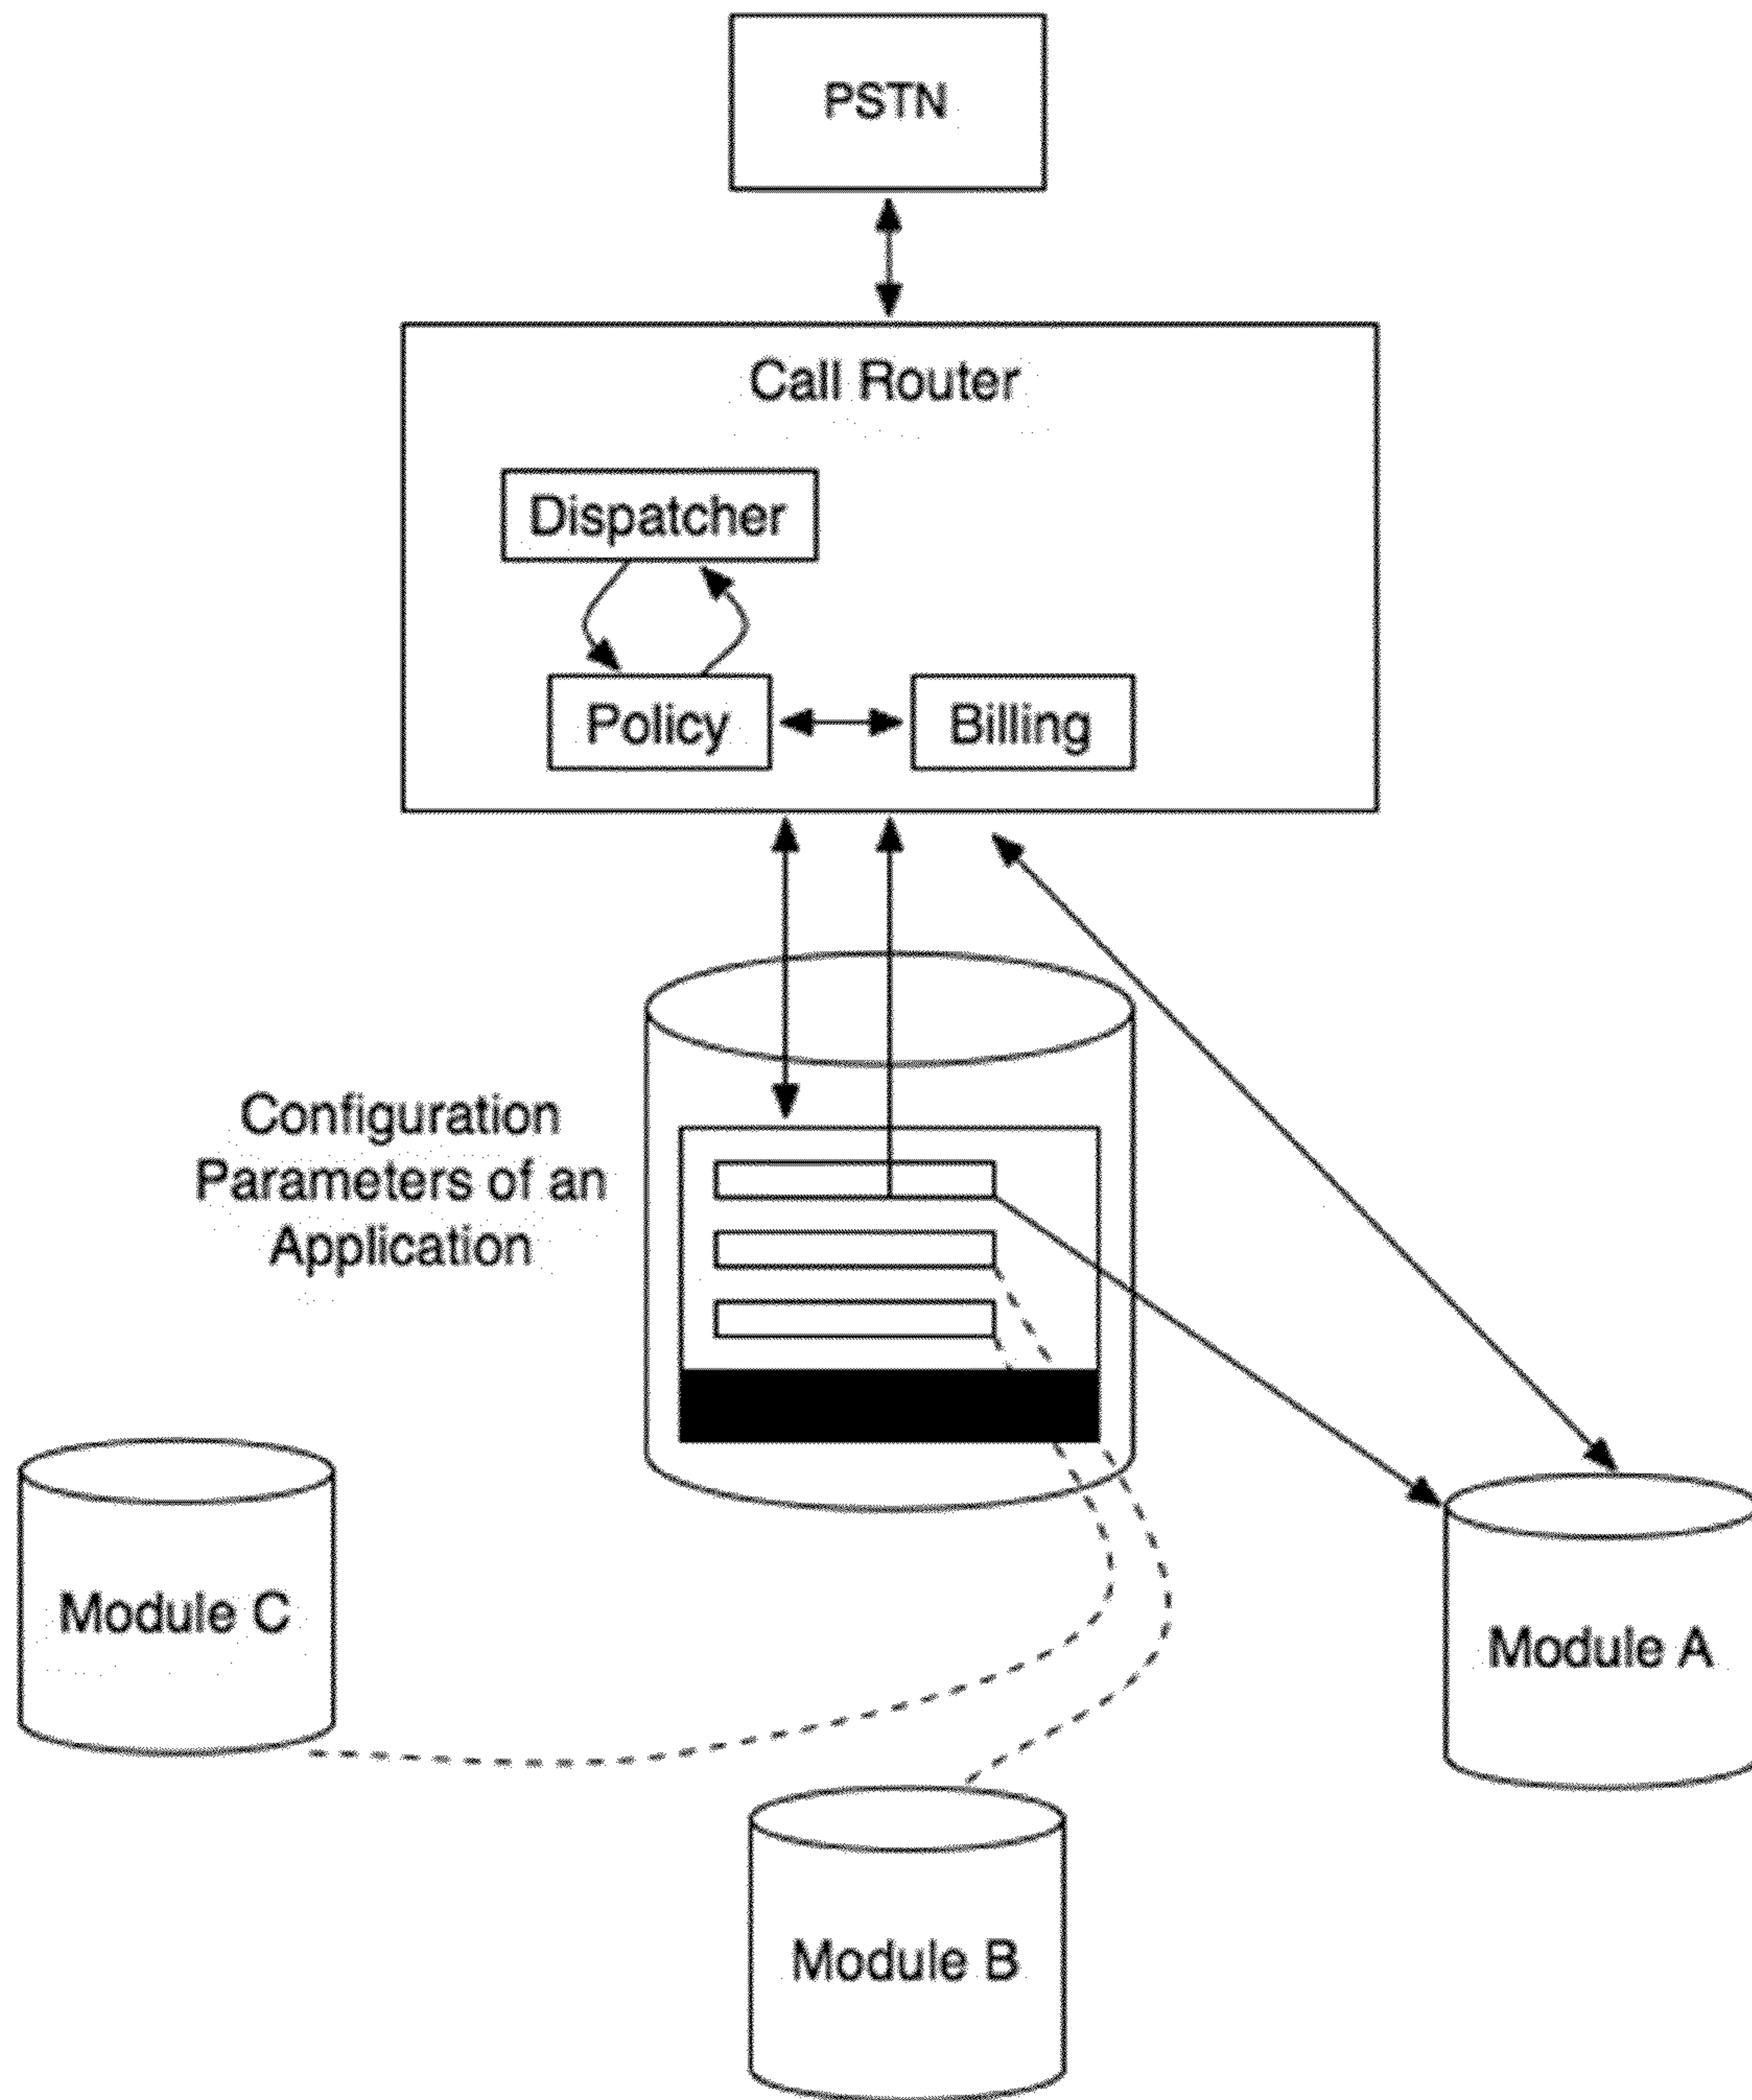 PSTN
Call Router
Dispatcher
Policy
Billing
Configuration
Parameters of an
Application
Module C
Module A
Module B